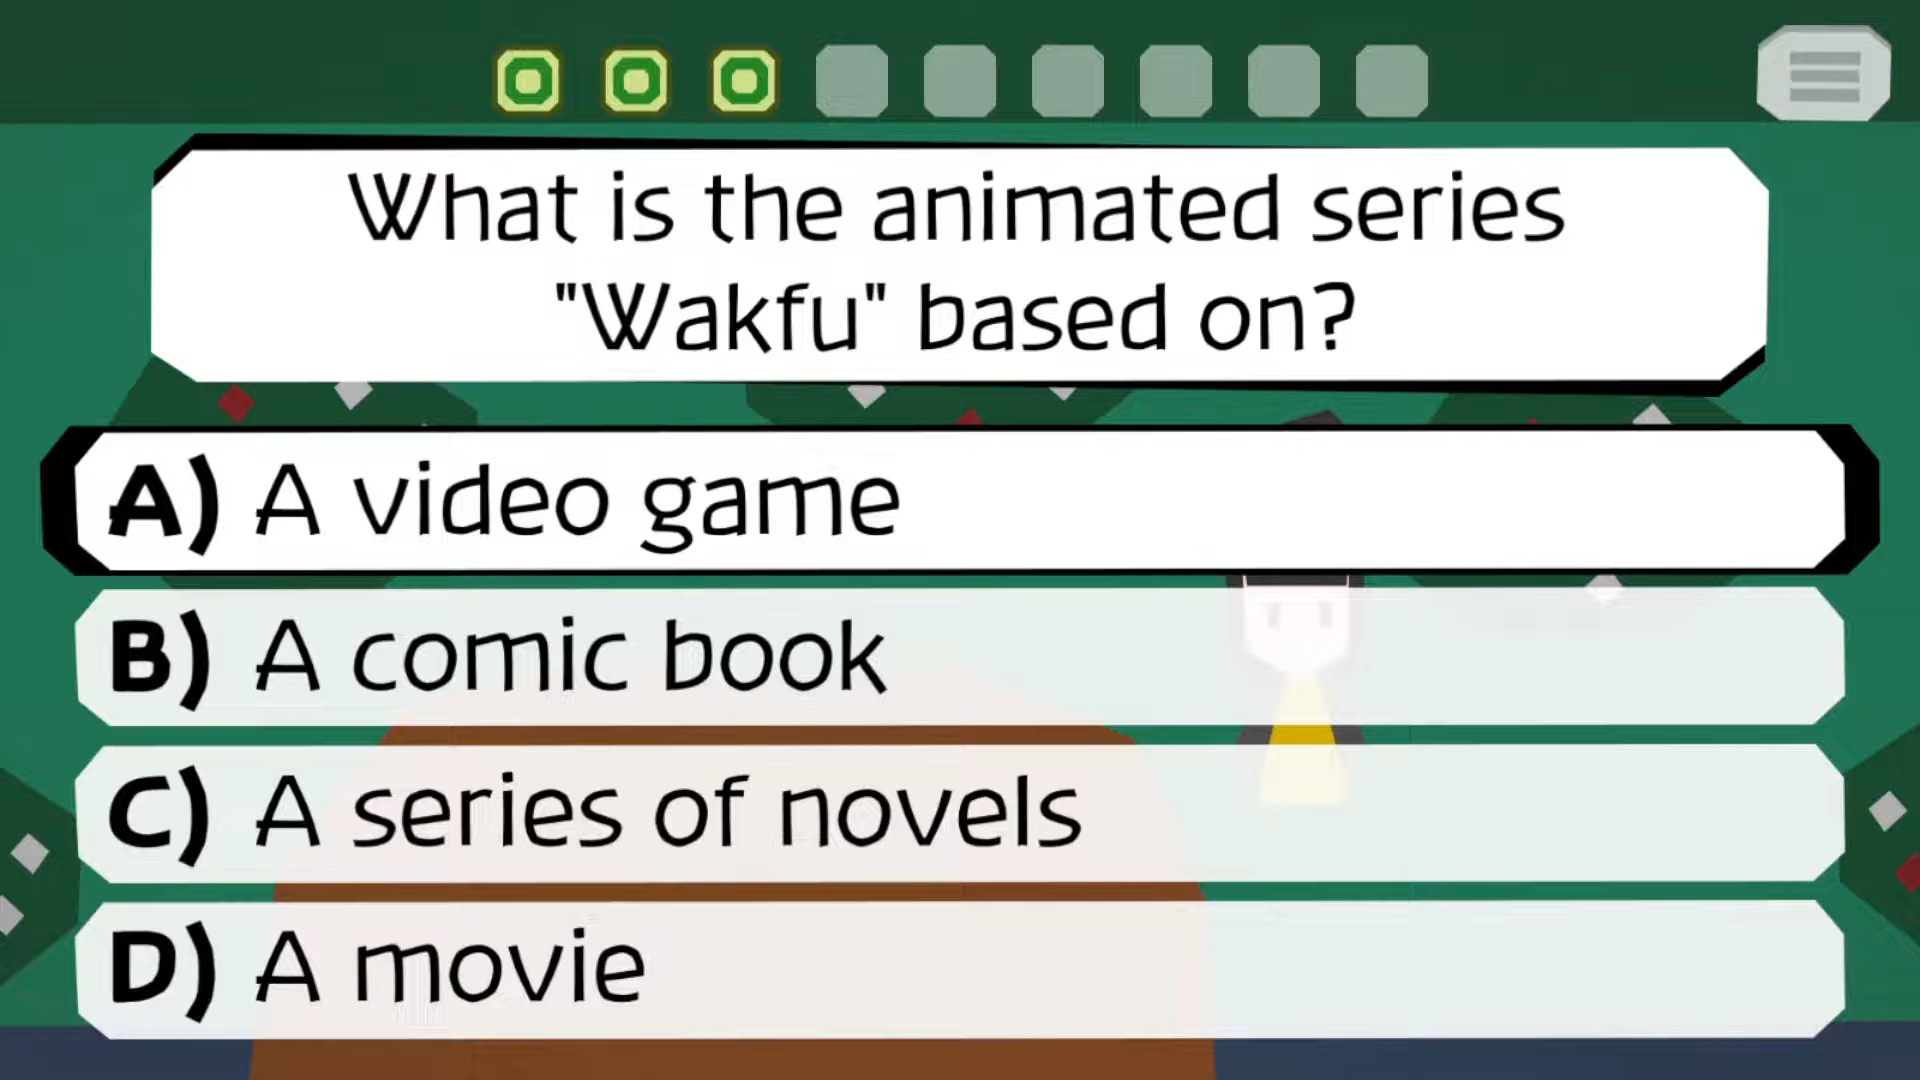 What is the animated series
"Wakfu" based on?
A) A video game
B) A comic book
C) A series of novels
D) A movie